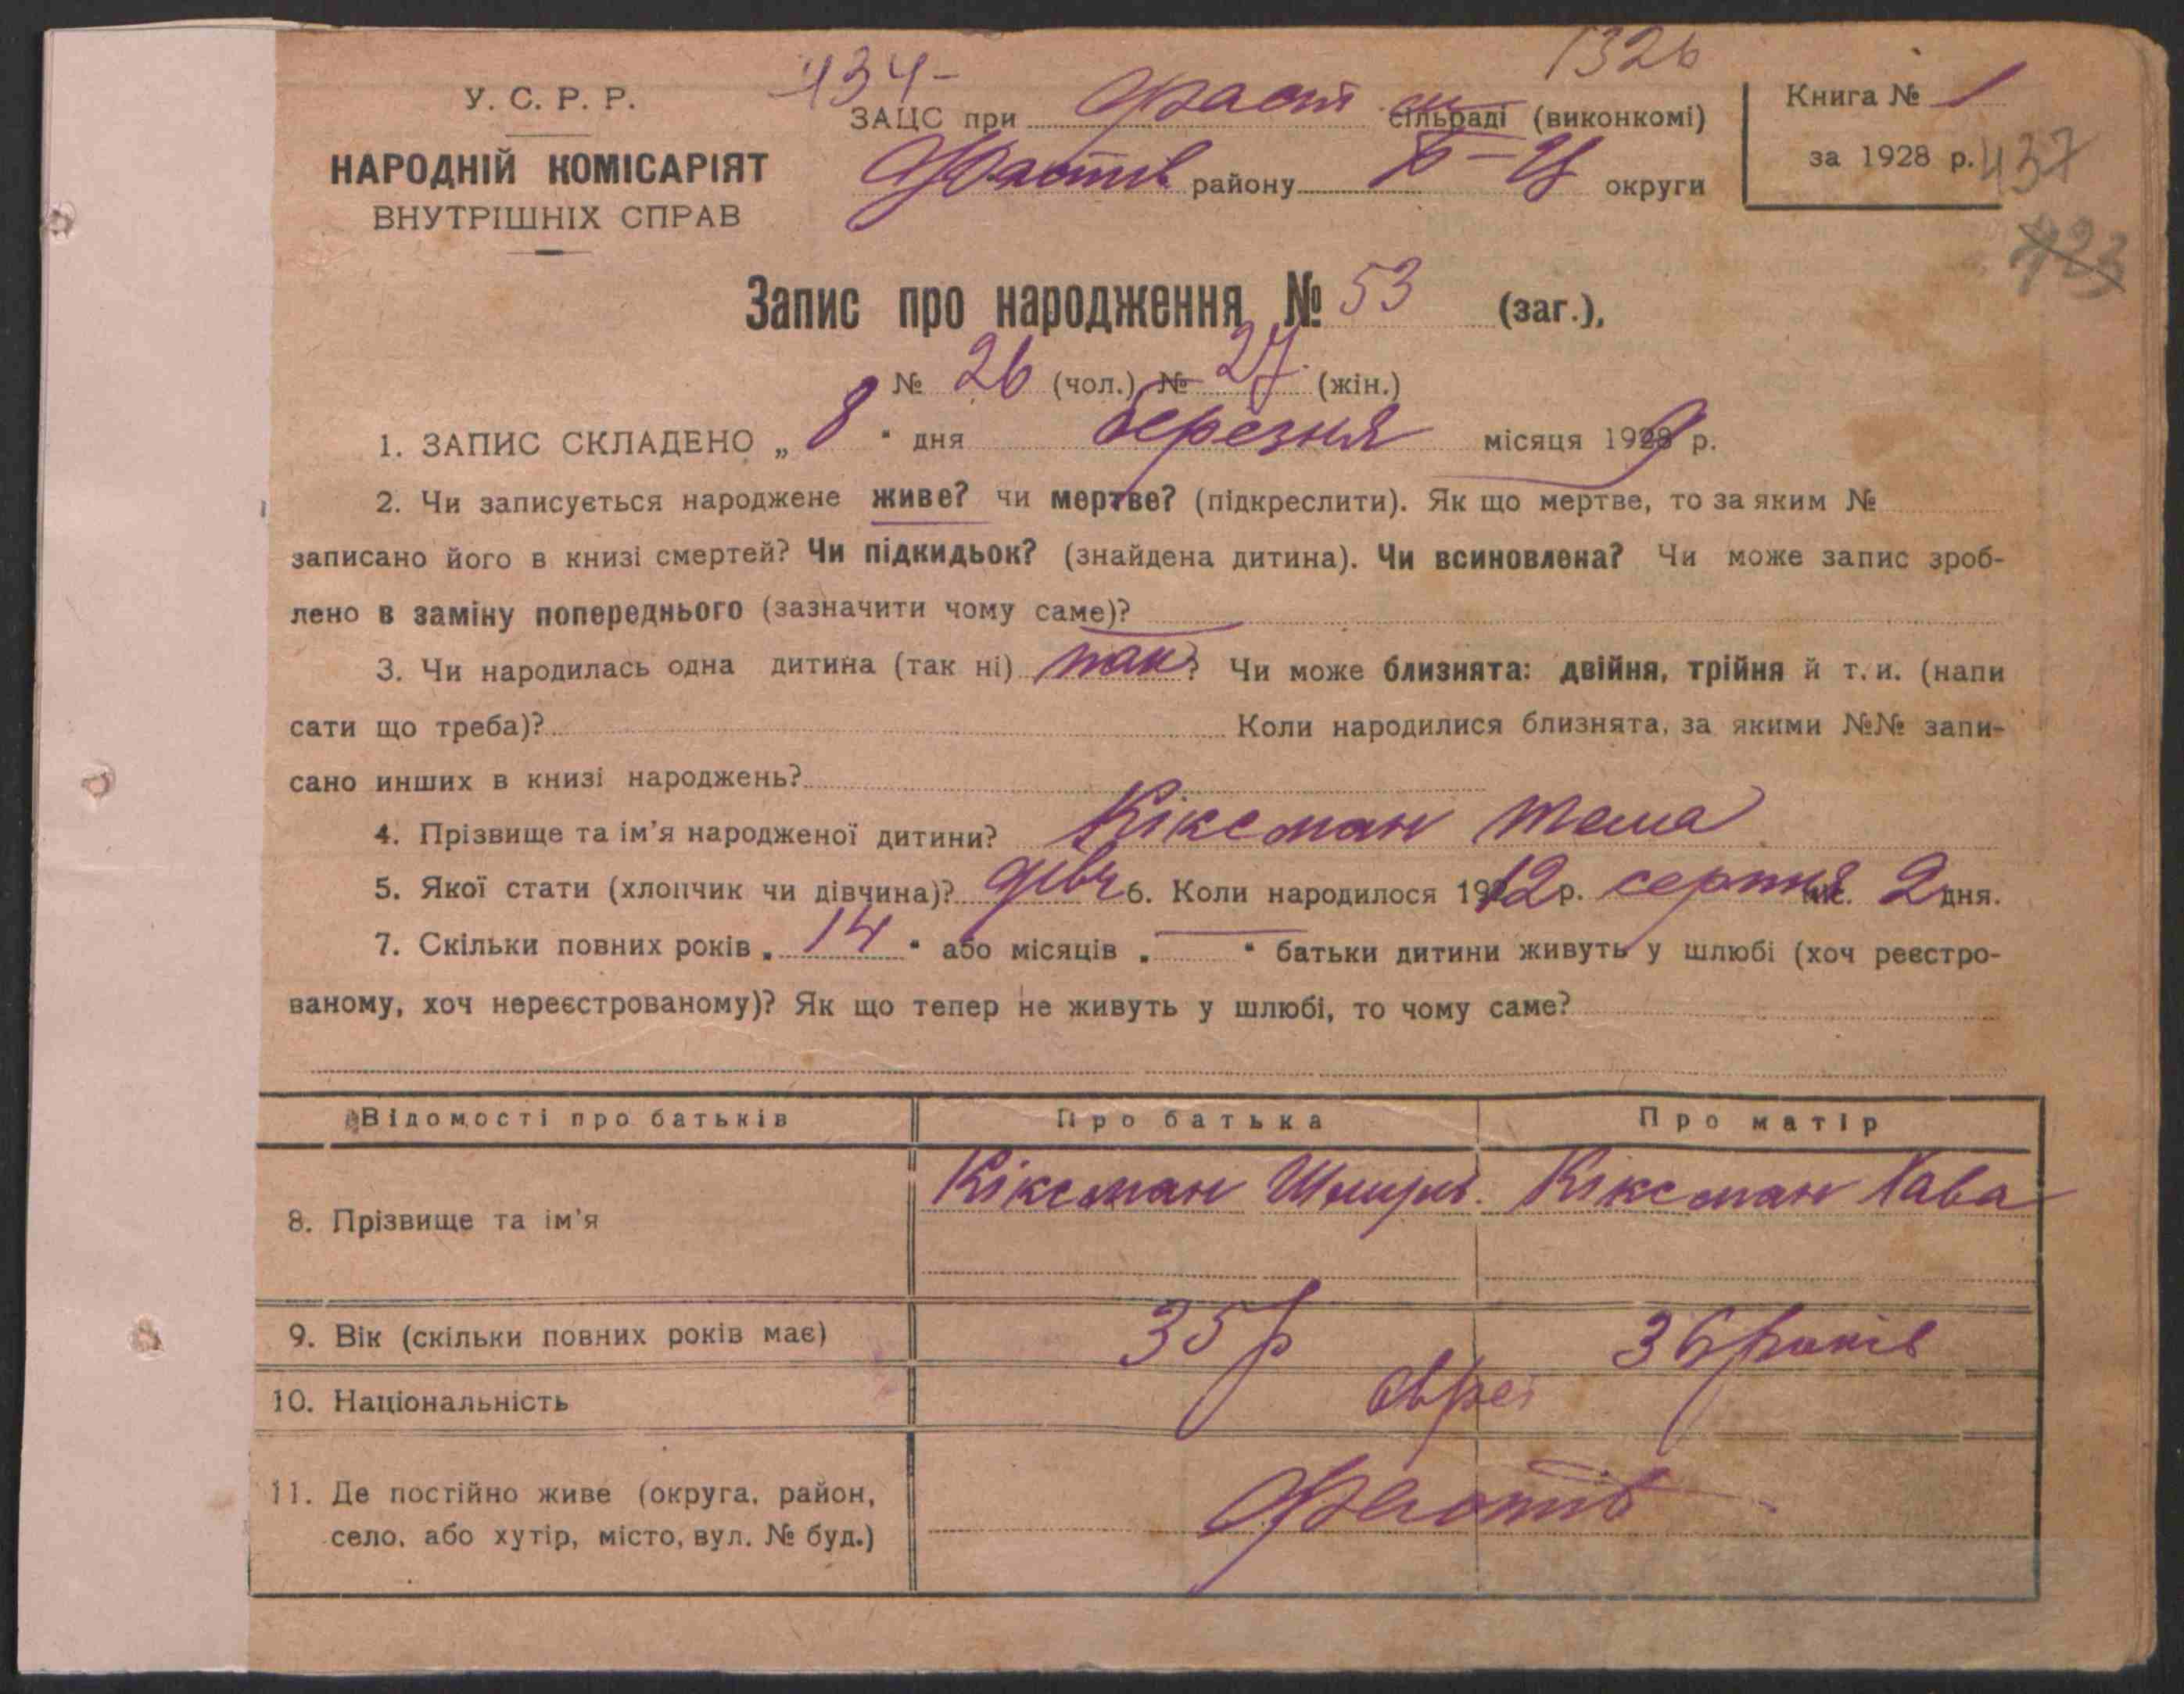 434- 132б
У. С. Р. Р.
НАРОДНІЙ КОМІСАРІЯТ
ВНУТРІШНІХ СПРАВ
ЗАЦС при Фаст сільраді (виконкомі)
Фастів району Б-Ц округи
Книга № 1
за 1928 р. 437
723
Запис про народження № 53 (заг.),
№ 26 (чол.) № 27 (жін.)
1. ЗАПИС СКЛАДЕНО „ 8 " дня березня місяця 1929 р.
2. Чи записується народжене живе? чи мертве? (підкреслити). Як що мертве, то за яким №
записано його в книзі смертей? Чи підкидьок? (знайдена дитина). Чи всиновлена? Чи може запис зроб-
лено в заміну попереднього (зазначити чому саме)?
3. Чи народилась одна дитина (так ні) так? Чи може близнята: двійня, трійня й т. и. (напи
сати що треба)? Коли народилися близнята, за якими №№ запи-
сано инших в книзі народжень?
4. Прізвище та ім'я народженої дитини? Кіксман
5. Якої стати (хлопчик чи дівчина)? дівч 6. Коли народилося 1912 р. серпня міс. 2 дня.
7. Скільки повних років „ 14 " або місяців „ " батьки дитини живуть у шлюбі (хоч реєстро-
ваному, хоч нереєстрованому)? Як що тепер не живуть у шлюбі, то чому саме?
Відомості про батьків Про батька Про матір
8. Прізвище та ім'я Кіксман Кіксман Хава
9. Вік (скільки повних років має) 35 р 36 років
10. Національність євреї
11. Де постійно живе (округа, район,
село, або хутір, місто, вул. № буд.) Фастів